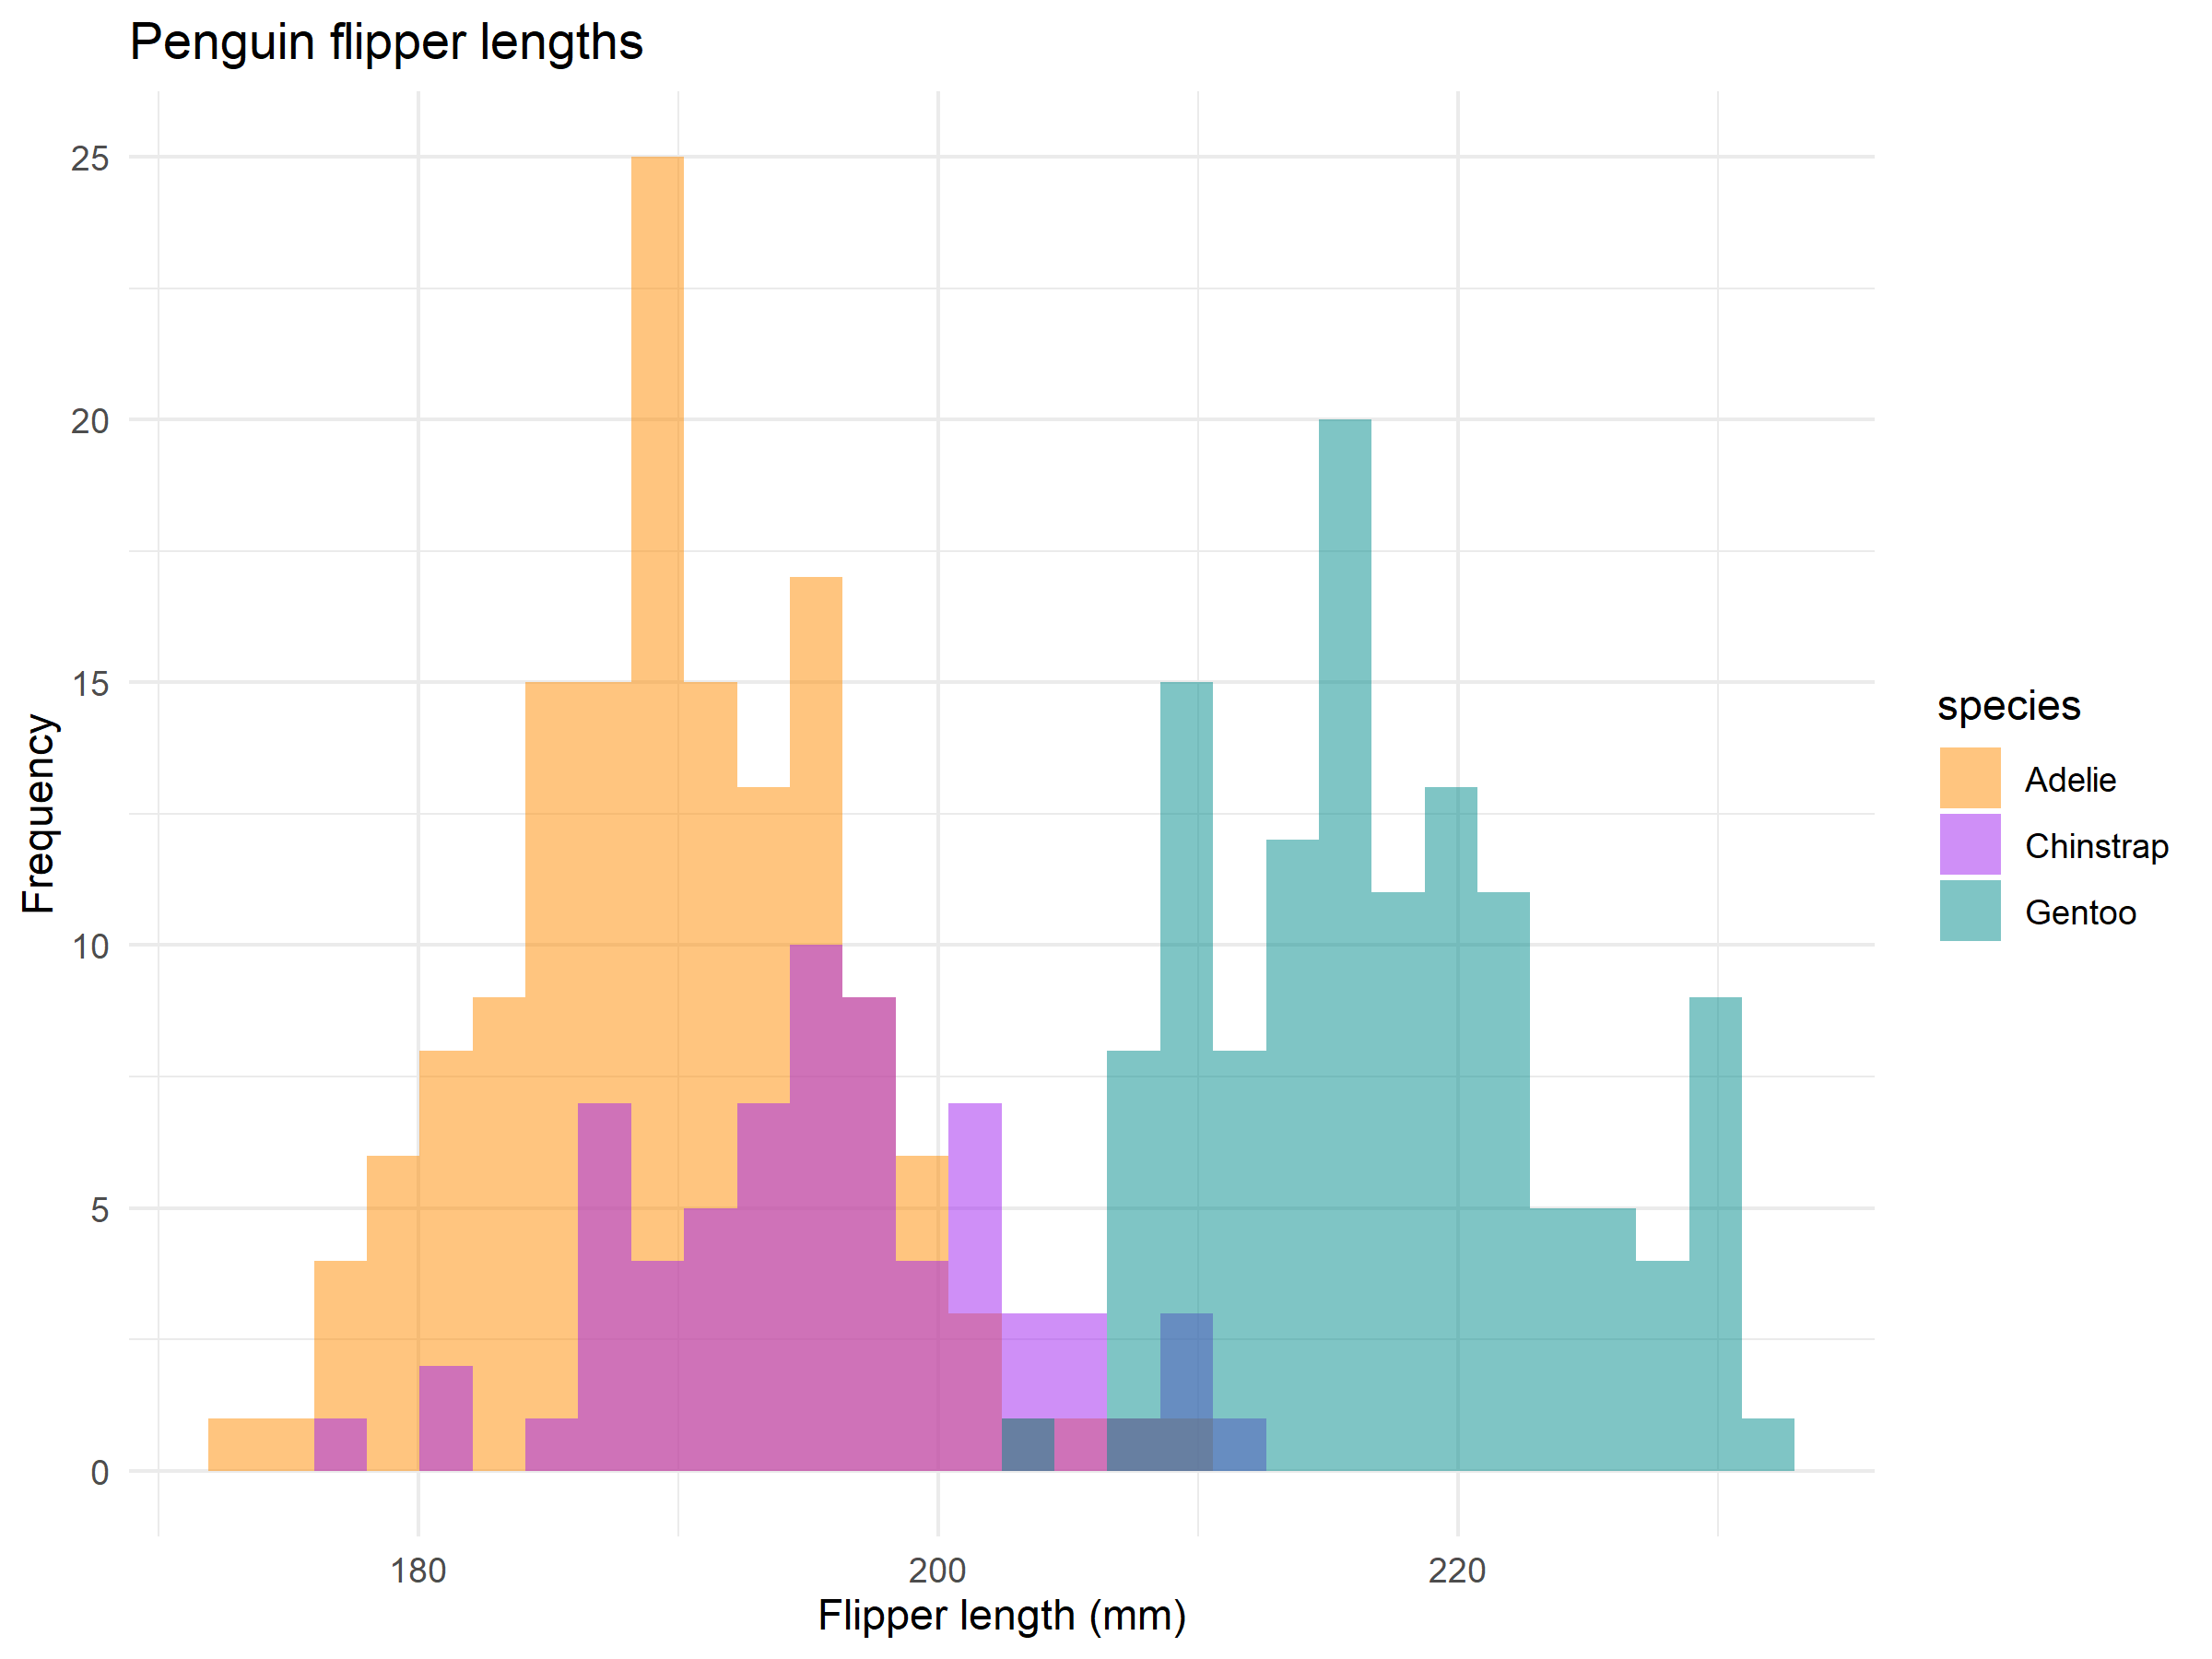 Penguin flipper lengths
25
20
15
10
5
0
Frequency
180
200
220
Flipper length (mm)
species
Adelie
Chinstrap
Gentoo